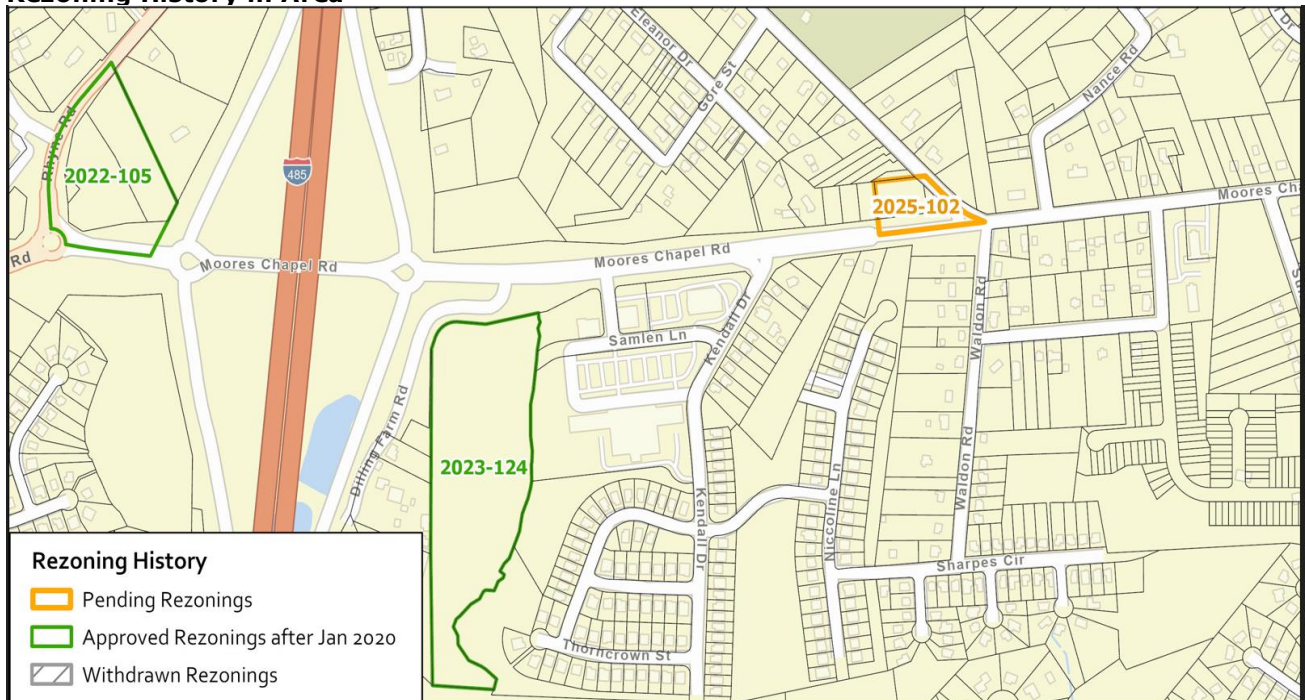 Rezoning History in Area
Eleanor Dr
Gore St
Nance Rd
Dr
Rhyne Rd
2022-105
485
2025-102
Moores Cha
Rd
Moores Chapel Rd
Moores Chapel Rd
Samlen Ln
Kendall Dr
Waldon Rd
Dilling Farm Rd
2023-124
Kendall Dr
Niccoline Ln
Waldon Rd
Sharpes Cir
Thorncrown St
Rezoning History
Pending Rezonings
Approved Rezonings after Jan 2020
Withdrawn Rezonings